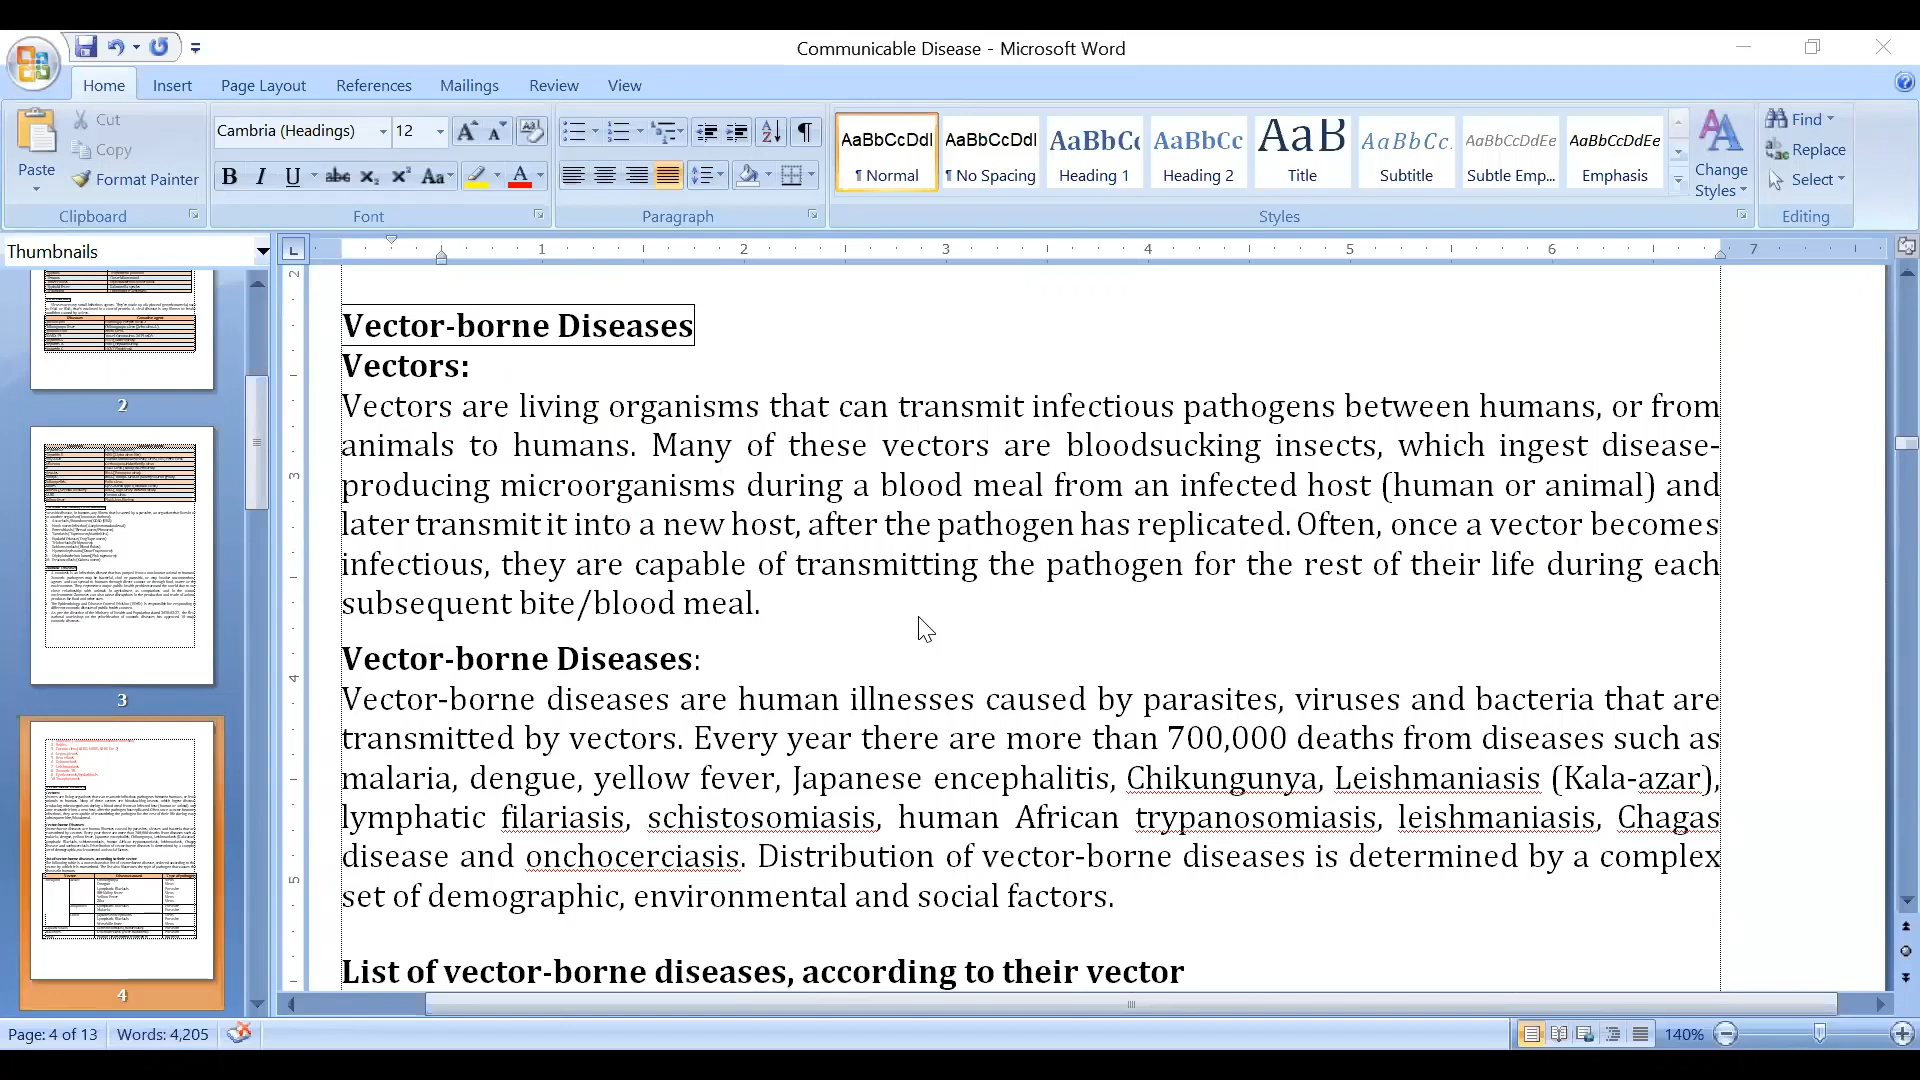 Communicable Disease - Microsoft Word
Home Insert Page Layout References Mailings Review View
Paste
Cut
Copy
Format Painter
Clipboard
Cambria (Headings) 12
Font
Paragraph
AaBbCcDdI AaBbCcDdI AaBbCc AaBbCc AaB AaBbCc. AaBbCcDdEe AaBbCcDdEe
¶ Normal ¶ No Spacing Heading 1 Heading 2 Title Subtitle Subtle Emp... Emphasis
Change Styles
Styles
Find
Replace
Select
Editing
Thumbnails
1 2 3 4 5 6 7
2
3
4
Vector-borne Diseases
Vectors:
Vectors are living organisms that can transmit infectious pathogens between humans, or from
animals to humans. Many of these vectors are bloodsucking insects, which ingest disease-
producing microorganisms during a blood meal from an infected host (human or animal) and
later transmit it into a new host, after the pathogen has replicated. Often, once a vector becomes
infectious, they are capable of transmitting the pathogen for the rest of their life during each
subsequent bite/blood meal.
Vector-borne Diseases:
Vector-borne diseases are human illnesses caused by parasites, viruses and bacteria that are
transmitted by vectors. Every year there are more than 700,000 deaths from diseases such as
malaria, dengue, yellow fever, Japanese encephalitis, Chikungunya, Leishmaniasis (Kala-azar),
lymphatic filariasis, schistosomiasis, human African trypanosomiasis, leishmaniasis, Chagas
disease and onchocerciasis. Distribution of vector-borne diseases is determined by a complex
set of demographic, environmental and social factors.
List of vector-borne diseases, according to their vector
Page: 4 of 13 Words: 4,205
140%